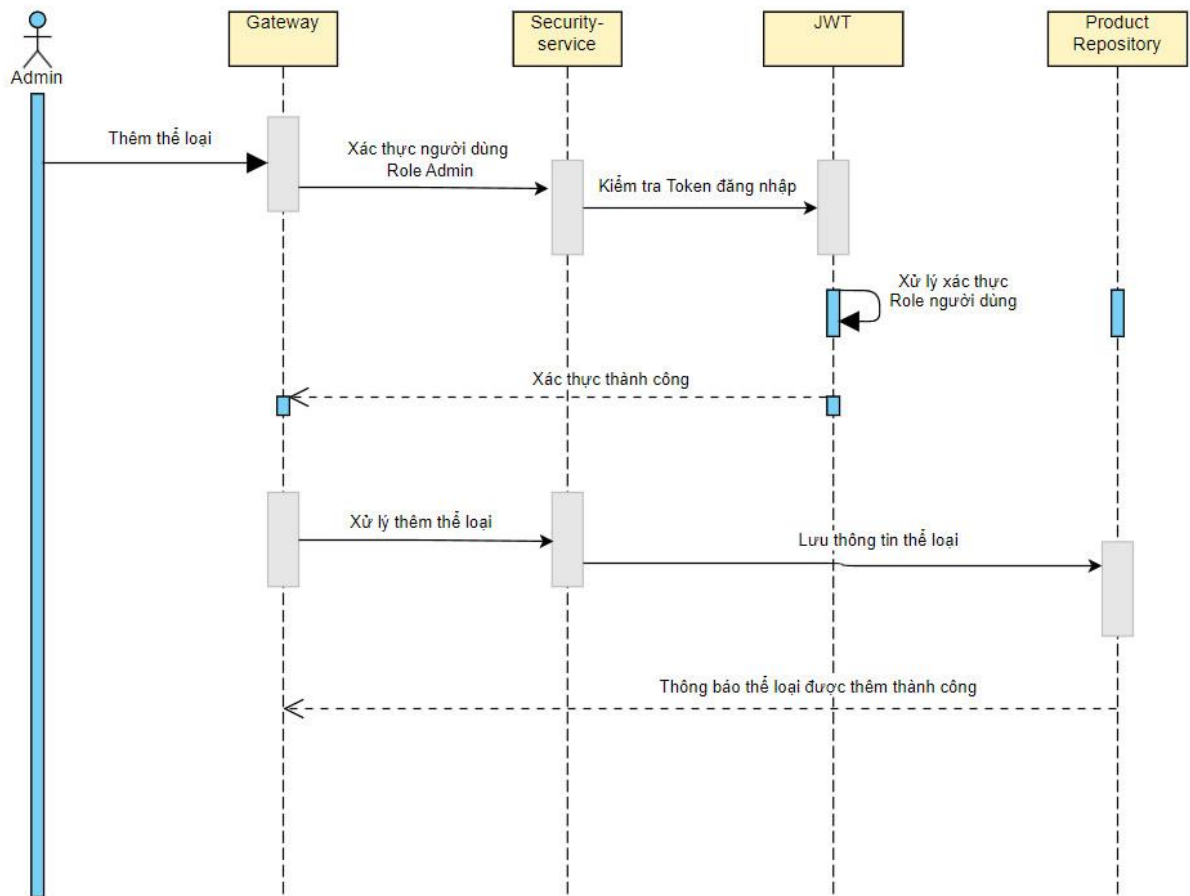 Gateway
Security-
service
JWT
Product
Repository
Admin
Thêm thể loại
Xác thực người dùng
Role Admin
Kiểm tra Token đăng nhập
Xử lý xác thực
Role người dùng
Xác thực thành công
Xử lý thêm thể loại
Lưu thông tin thể loại
Thông báo thể loại được thêm thành công